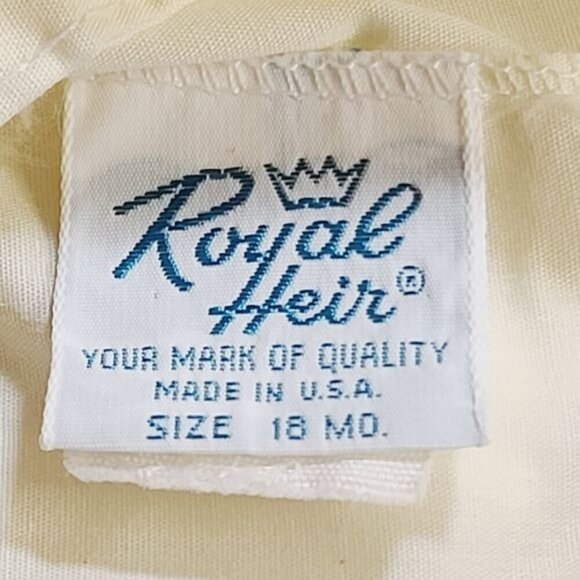 Royal
Heir®
YOUR MARK OF QUALITY
MADE IN U.S.A.
SIZE 18 MO.